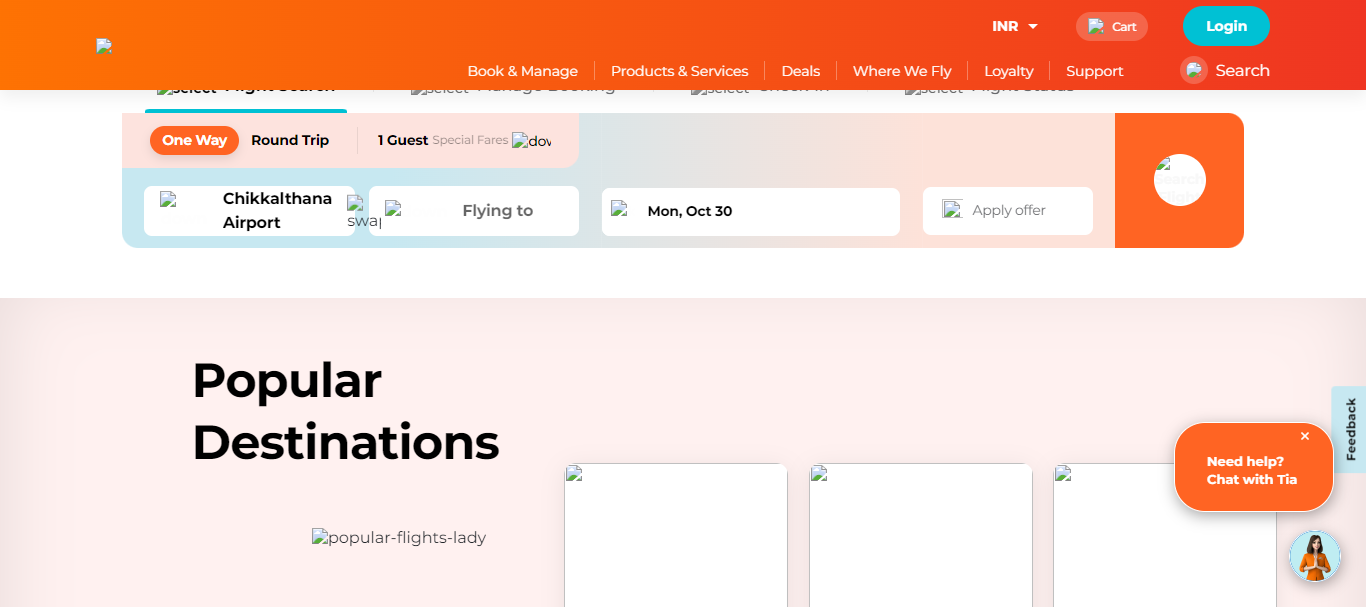 INR
Cart
Login
Book & Manage
Products & Services
Deals
Where We Fly
Loyalty
Support
Search
select
Flight Search
select
Manage Booking
select
Check-in
select
Flight Status
One Way
Round Trip
1 Guest
Special Fares
dov
Chikkalthana
Airport
swap
Flying to
Mon, Oct 30
Apply offer
Popular
Destinations
popular-flights-lady
Feedback
Need help?
Chat with Tia